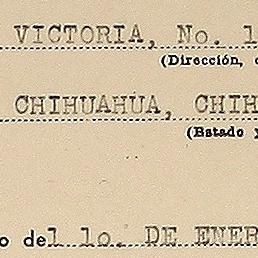 VICTORIA, No. 1
(Dirección, c
CHIHUAHUA, CHIH
(Estado y
o del 1o. DE ENER